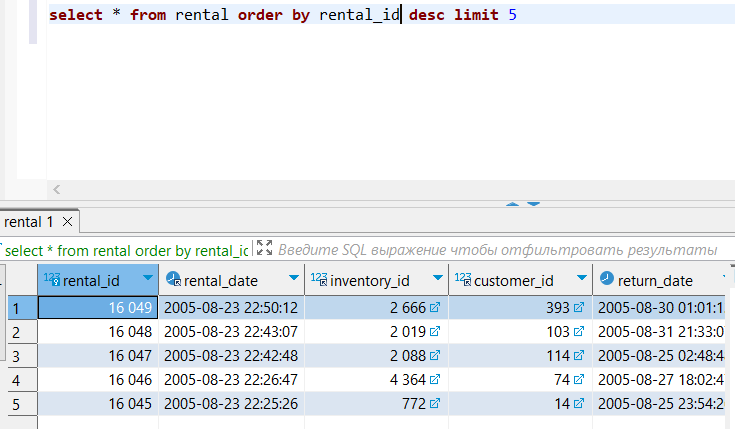 select * from rental order by rental_id desc limit 5
rental 1
select * from rental order by rental_ic Введите SQL выражение чтобы отфильтровать результаты
123 rental_id rental_date 123 inventory_id 123 customer_id return_date
1 16 049 2005-08-23 22:50:12 2 666 393 2005-08-30 01:01:1
2 16 048 2005-08-23 22:43:07 2 019 103 2005-08-31 21:33:0
3 16 047 2005-08-23 22:42:48 2 088 114 2005-08-25 02:48:4
4 16 046 2005-08-23 22:26:47 4 364 74 2005-08-27 18:02:4
5 16 045 2005-08-23 22:25:26 772 14 2005-08-25 23:54:2